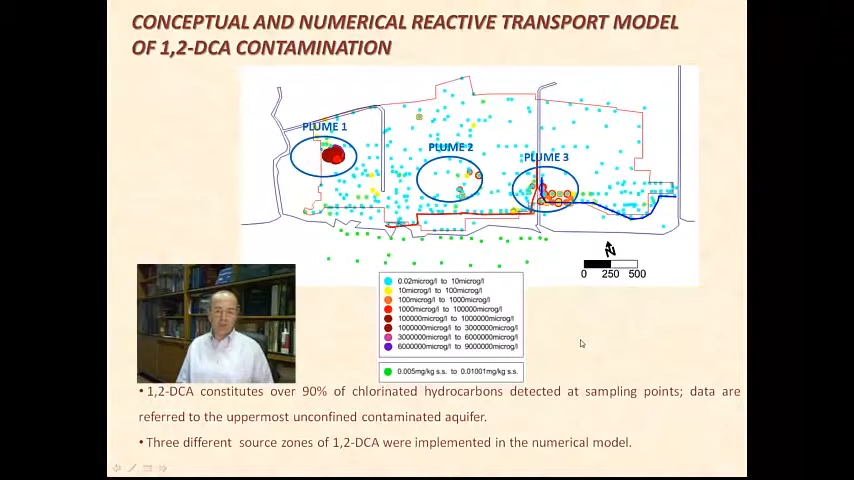 CONCEPTUAL AND NUMERICAL REACTIVE TRANSPORT MODEL
OF 1,2-DCA CONTAMINATION
PLUME 1
PLUME 2
PLUME 3
N
0 250 500
0.02microg/l to 10microg/l
10microg/l to 100microg/l
100microg/l to 1000microg/l
1000microg/l to 100000microg/l
100000microg/l to 1000000microg/l
1000000microg/l to 3000000microg/l
3000000microg/l to 6000000microg/l
6000000microg/l to 9000000microg/l
0.005mg/kg s.s. to 0.01001mg/kg s.s.
• 1,2-DCA constitutes over 90% of chlorinated hydrocarbons detected at sampling points; data are
referred to the uppermost unconfined contaminated aquifer.
• Three different source zones of 1,2-DCA were implemented in the numerical model.